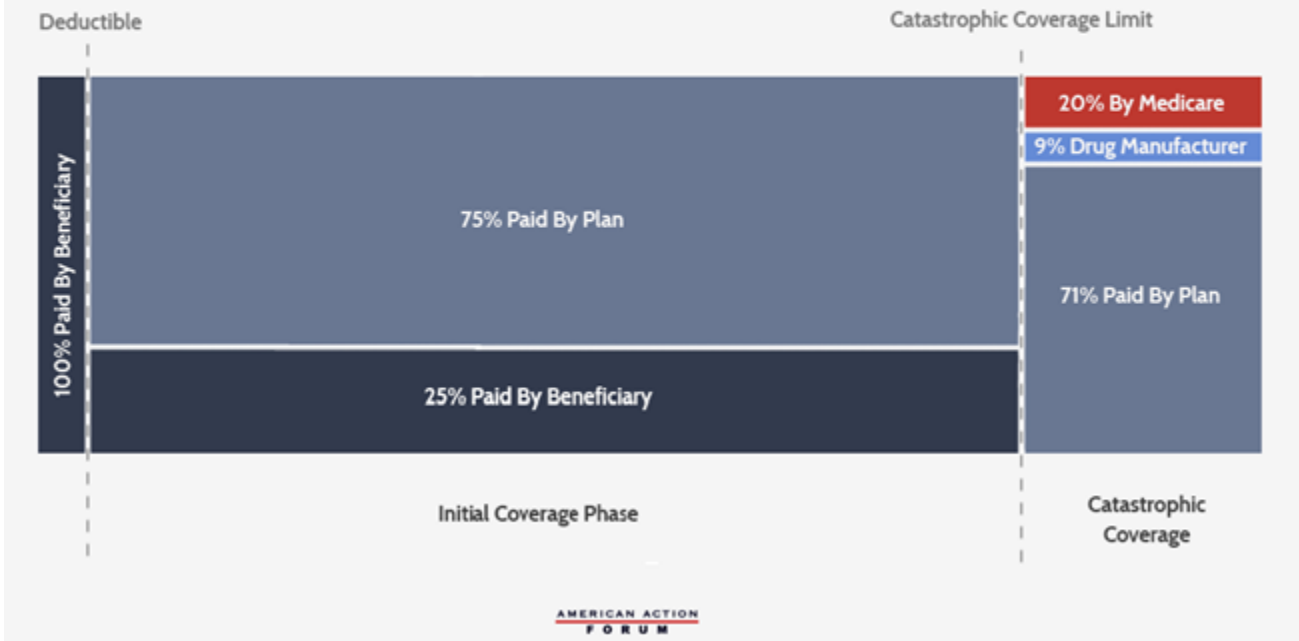 Deductible
Catastrophic Coverage Limit
100% Paid By Beneficiary
75% Paid By Plan
25% Paid By Beneficiary
20% By Medicare
9% Drug Manufacturer
71% Paid By Plan
Initial Coverage Phase
Catastrophic
Coverage
AMERICAN ACTION
FORUM